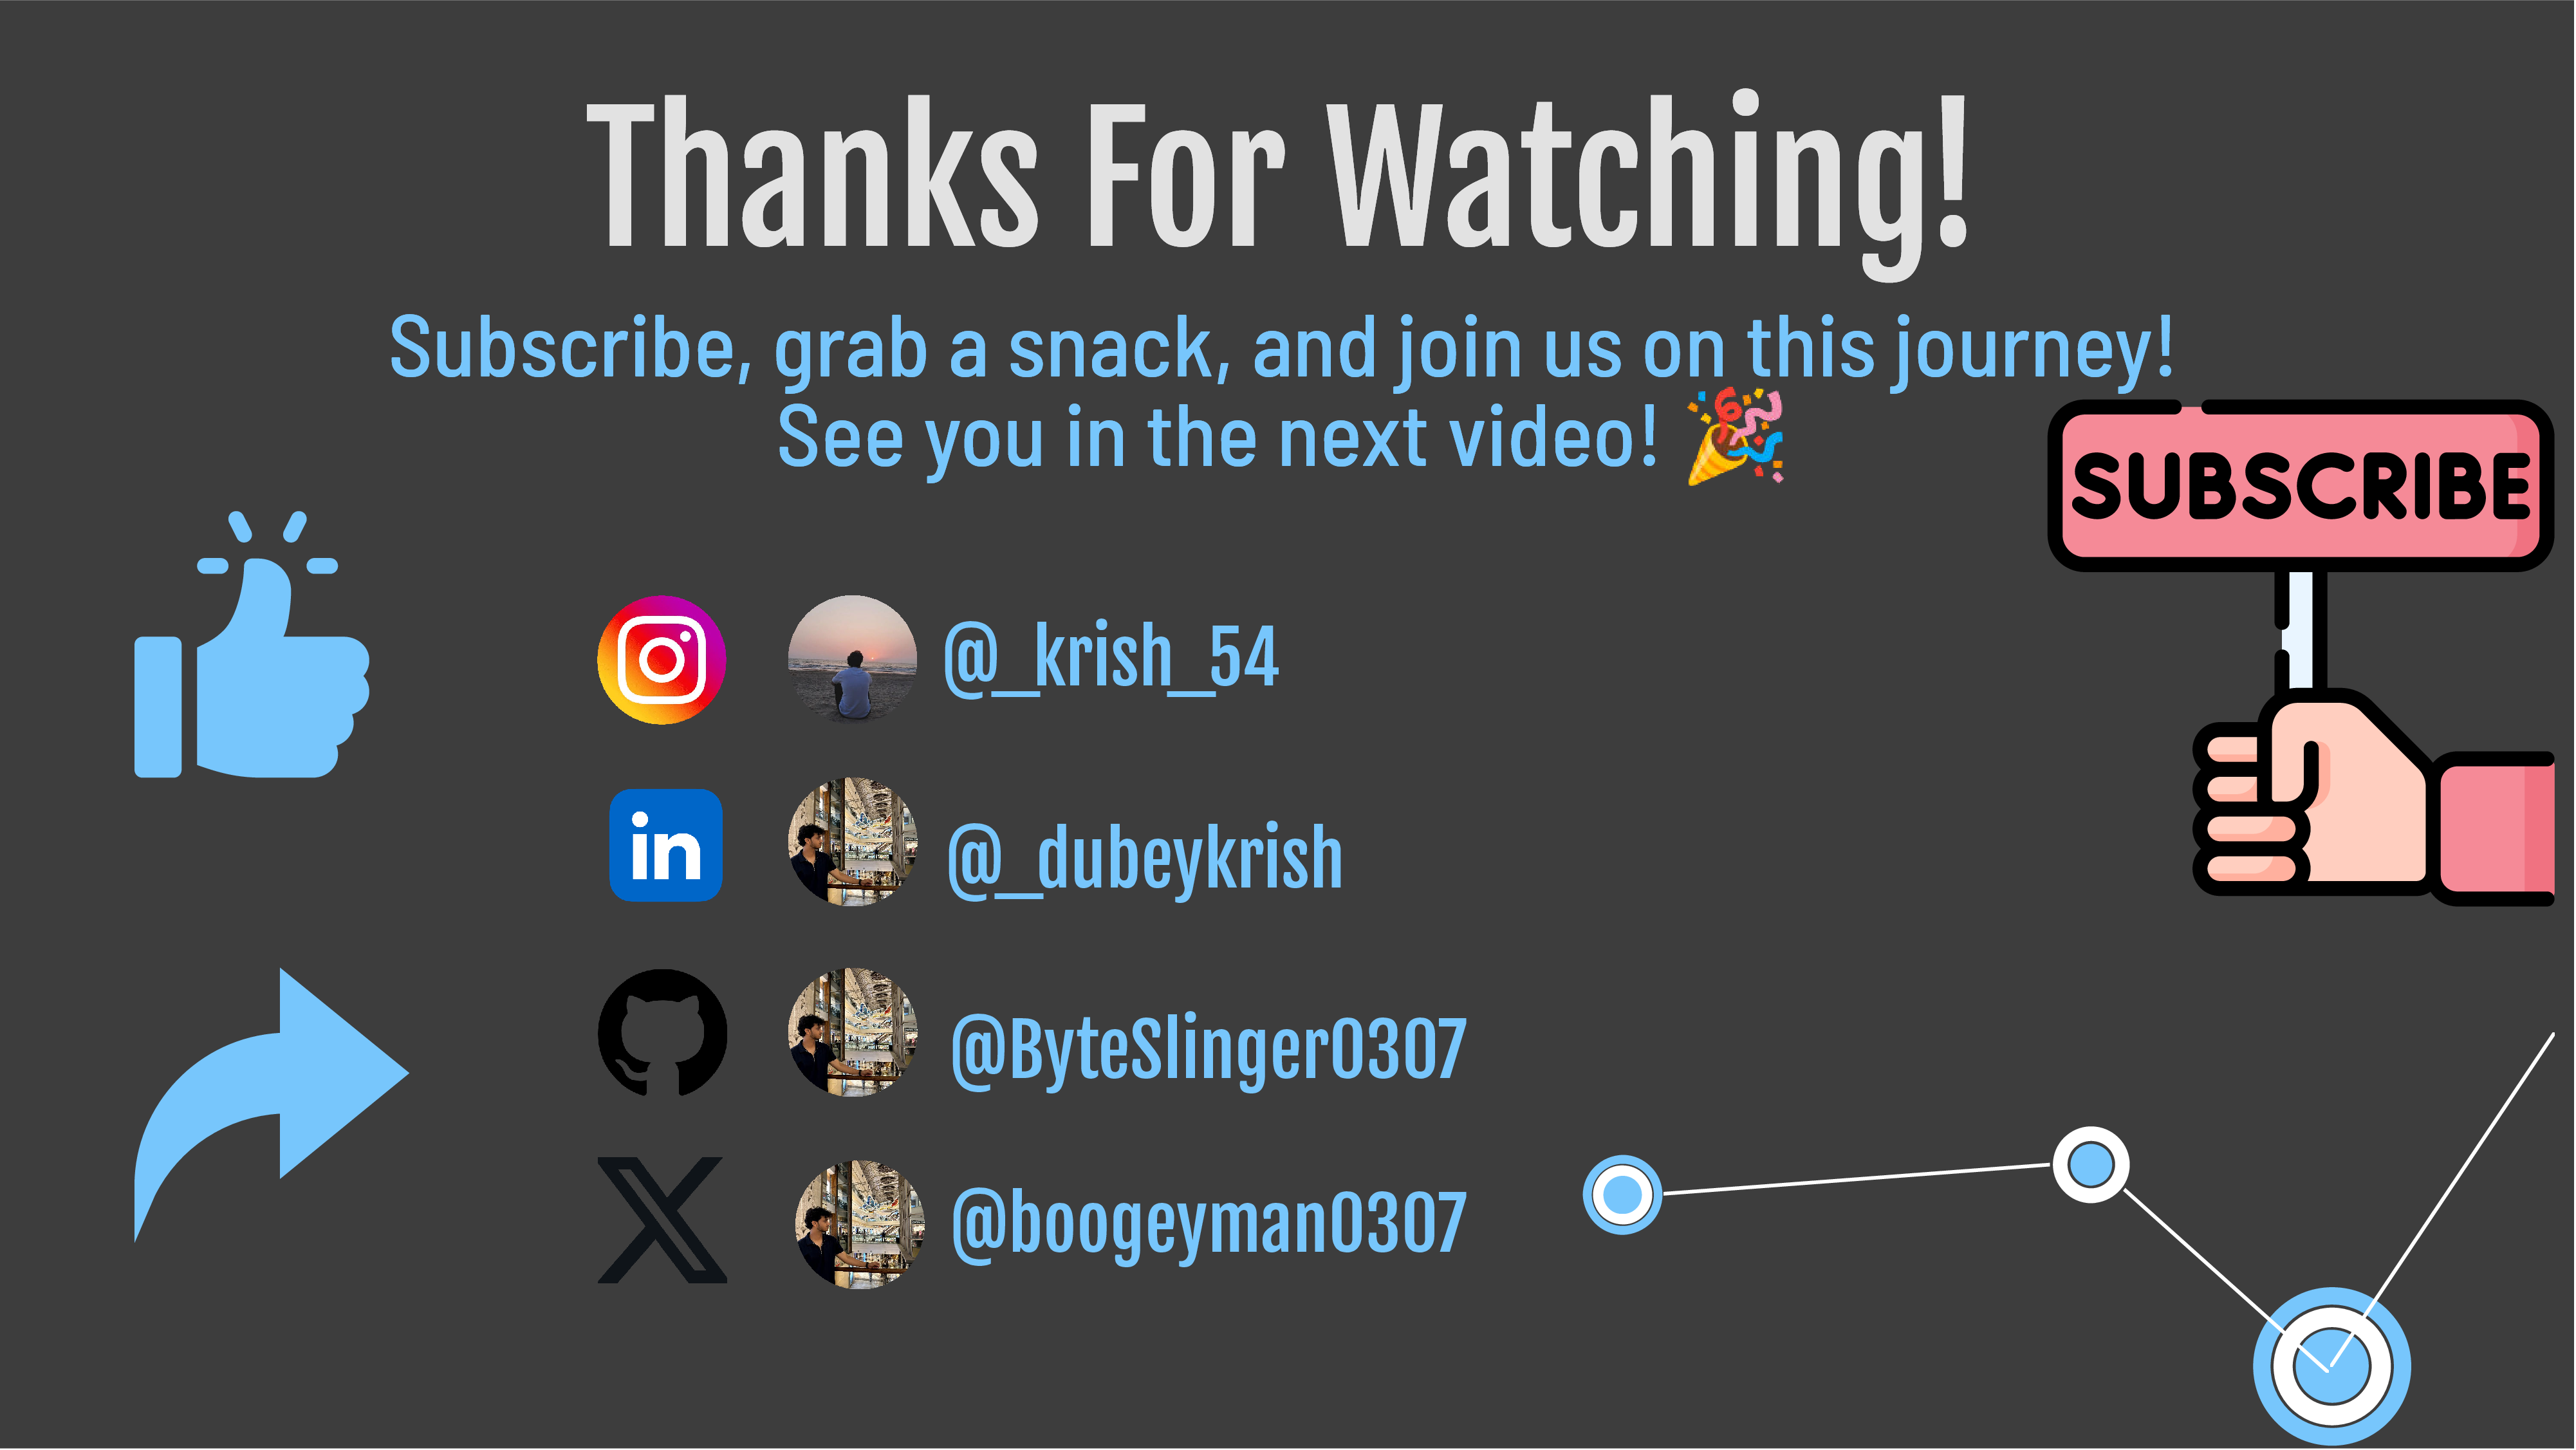 Thanks For Watching!
Subscribe, grab a snack, and join us on this journey!
See you in the next video! 🎉
SUBSCRIBE
@_krish_54
in
@_dubeykrish
@ByteSlinger0307
@boogeyman0307